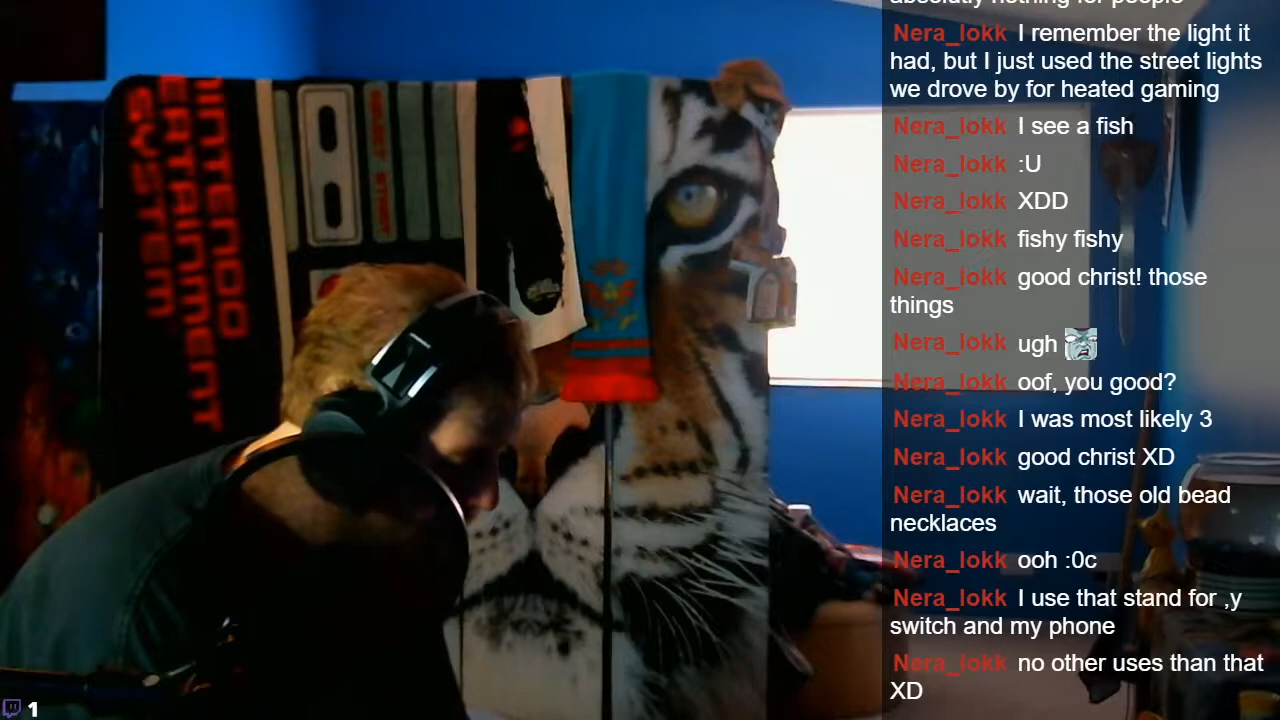 NINTENDO
ENTERTAINMENT
SYSTEM
SELECT START
Nera_lokk I remember the light it
had, but I just used the street lights
we drove by for heated gaming
Nera_lokk I see a fish
Nera_lokk :U
Nera_lokk XDD
Nera_lokk fishy fishy
Nera_lokk good christ! those
things
Nera_lokk ugh
Nera_lokk oof, you good?
Nera_lokk I was most likely 3
Nera_lokk good christ XD
Nera_lokk wait, those old bead
necklaces
Nera_lokk ooh :0c
Nera_lokk I use that stand for ,y
switch and my phone
Nera_lokk no other uses than that
XD
1